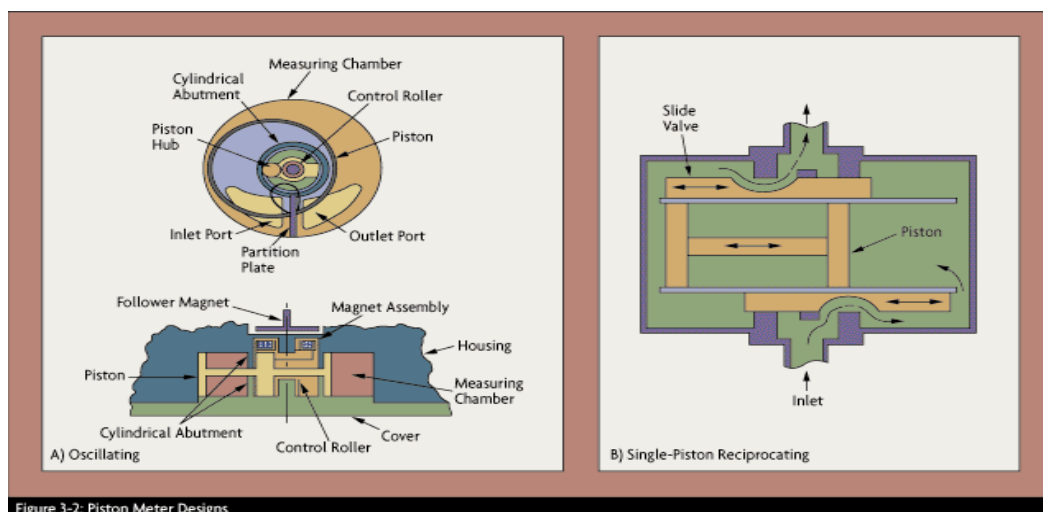 Measuring Chamber
Cylindrical
Abutment
Control Roller
Piston
Hub
Piston
Inlet Port
Outlet Port
Partition
Plate
Follower Magnet
Magnet Assembly
Housing
Piston
Measuring
Chamber
Cylindrical Abutment
Control Roller
Cover
A) Oscillating
Slide
Valve
Piston
Inlet
B) Single-Piston Reciprocating
Figure 3-2: Piston Meter Designs